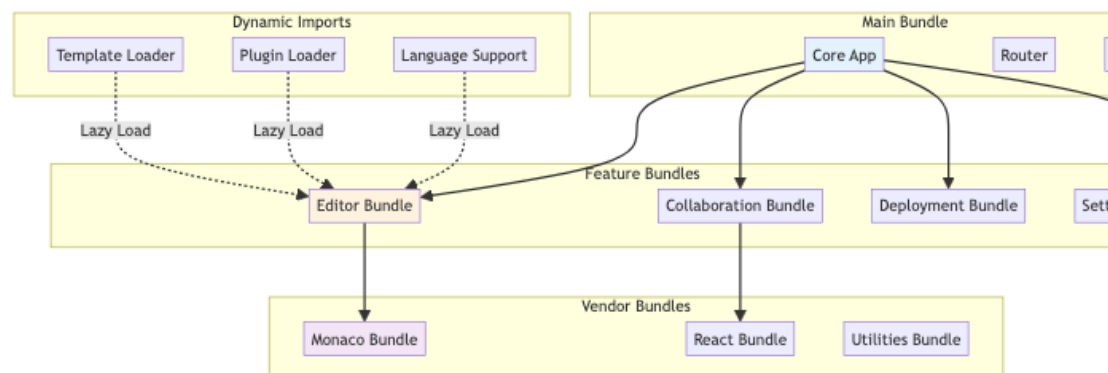 Dynamic Imports
Main Bundle
Template Loader
Plugin Loader
Language Support
Core App
Router
Lazy Load
Lazy Load
Lazy Load
Feature Bundles
Editor Bundle
Collaboration Bundle
Deployment Bundle
Sett
Vendor Bundles
Monaco Bundle
React Bundle
Utilities Bundle